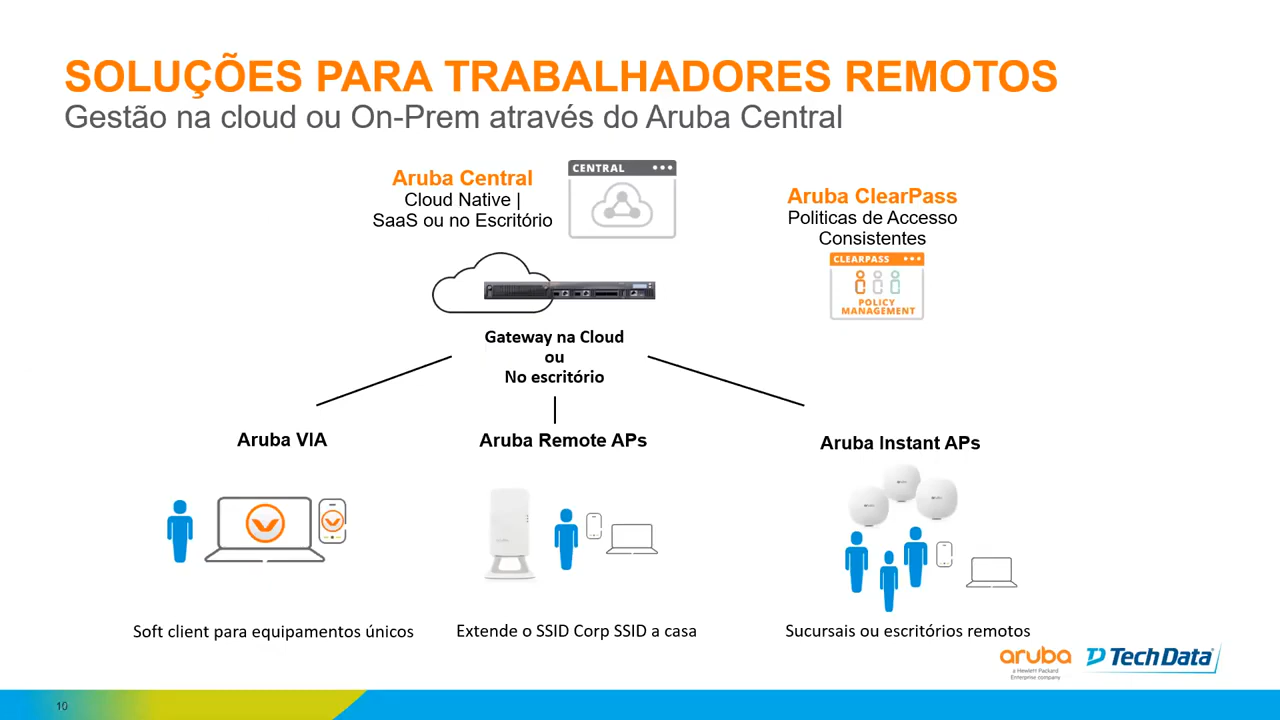 SOLUÇÕES PARA TRABALHADORES REMOTOS
Gestão na cloud ou On-Prem através do Aruba Central
Aruba Central
Cloud Native |
SaaS ou no Escritório
CENTRAL
Aruba ClearPass
Politicas de Accesso
Consistentes
CLEARPASS
POLICY
MANAGEMENT
Gateway na Cloud
ou
No escritório
Aruba VIA
Aruba Remote APs
Aruba Instant APs
Soft client para equipamentos únicos
Extende o SSID Corp SSID a casa
Sucursais ou escritórios remotos
aruba
a Hewlett Packard
Enterprise company
TechData
10